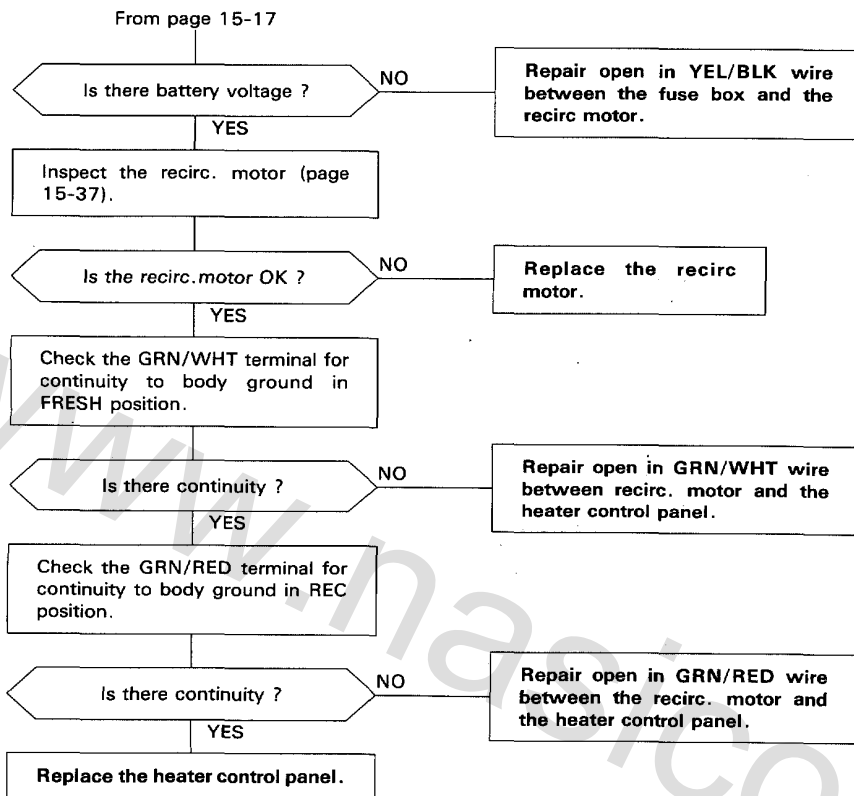 From page 15-17
Is there battery voltage ?
NO
Repair open in YEL/BLK wire
between the fuse box and the
recirc motor.
YES
Inspect the recirc. motor (page
15-37).
Is the recirc.motor OK ?
NO
Replace the recirc
motor.
YES
Check the GRN/WHT terminal for
continuity to body ground in
FRESH position.
Is there continuity ?
NO
Repair open in GRN/WHT wire
between recirc. motor and the
heater control panel.
YES
Check the GRN/RED terminal for
continuity to body ground in REC
position.
Is there continuity ?
NO
Repair open in GRN/RED wire
between the recirc. motor and
the heater control panel.
YES
Replace the heater control panel.
www.nasico